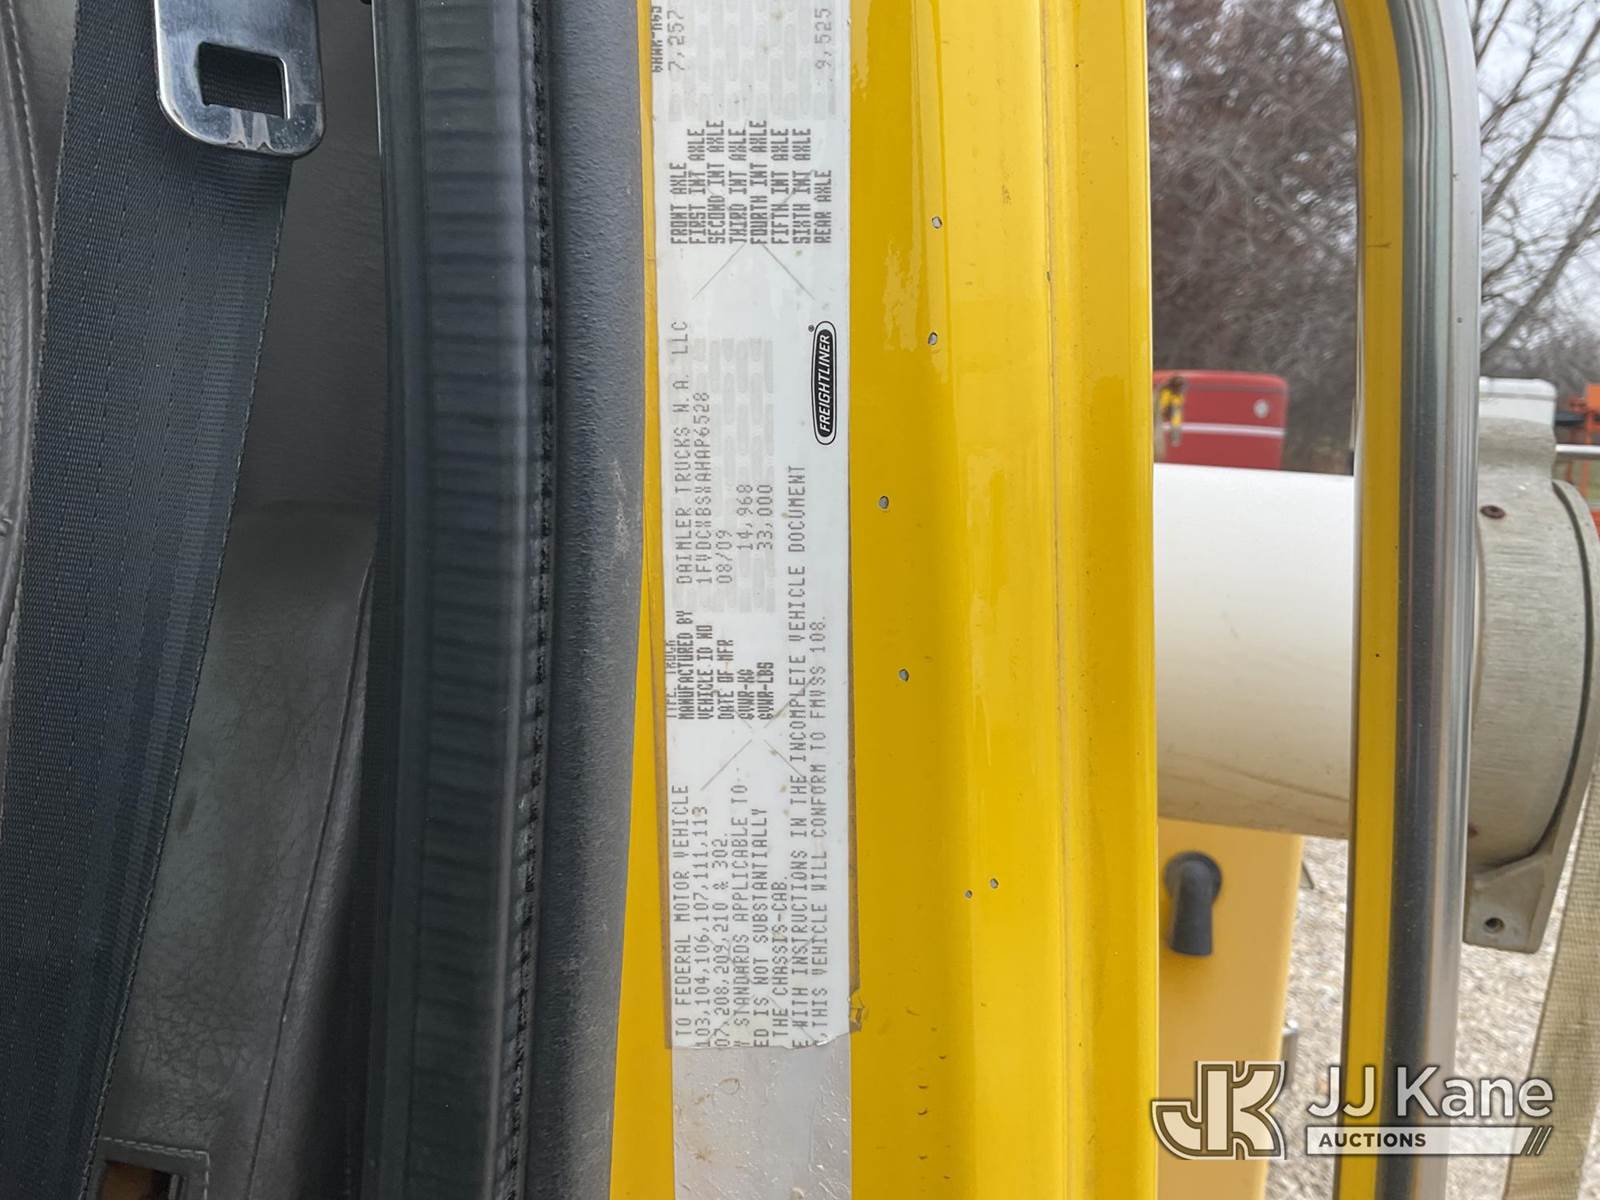 TO FEDERAL MOTOR VEHICLE
103,104,106,107,111,113
07,208,209,210 & 302.
Y STANDARDS APPLICABLE TO
ED IS NOT SUBSTANTIALLY
THE CHASSIS-CAB.
E WITH INSTRUCTIONS IN THE INCOMPLETE VEHICLE DOCUMENT
,THIS VEHICLE WILL CONFORM TO FMVSS 108.
TYPE: TRUCK
MANUFACTURED BY DAIMLER TRUCKS N.A. LLC
VEHICLE ID NO 1FVDCXBSXAHAP6528
DATE OF MFR 08/09
GVWR-KG 14,968
GVWR-LBS 33,000
FREIGHTLINER®
GAWR-KGS
FRONT AXLE 7,257
FIRST INT AXLE
SECOND INT AXLE
THIRD INT AXLE
FOURTH INT AXLE
FIFTH INT AXLE
SIXTH INT AXLE
REAR AXLE 9,525
JK JJ Kane
AUCTIONS